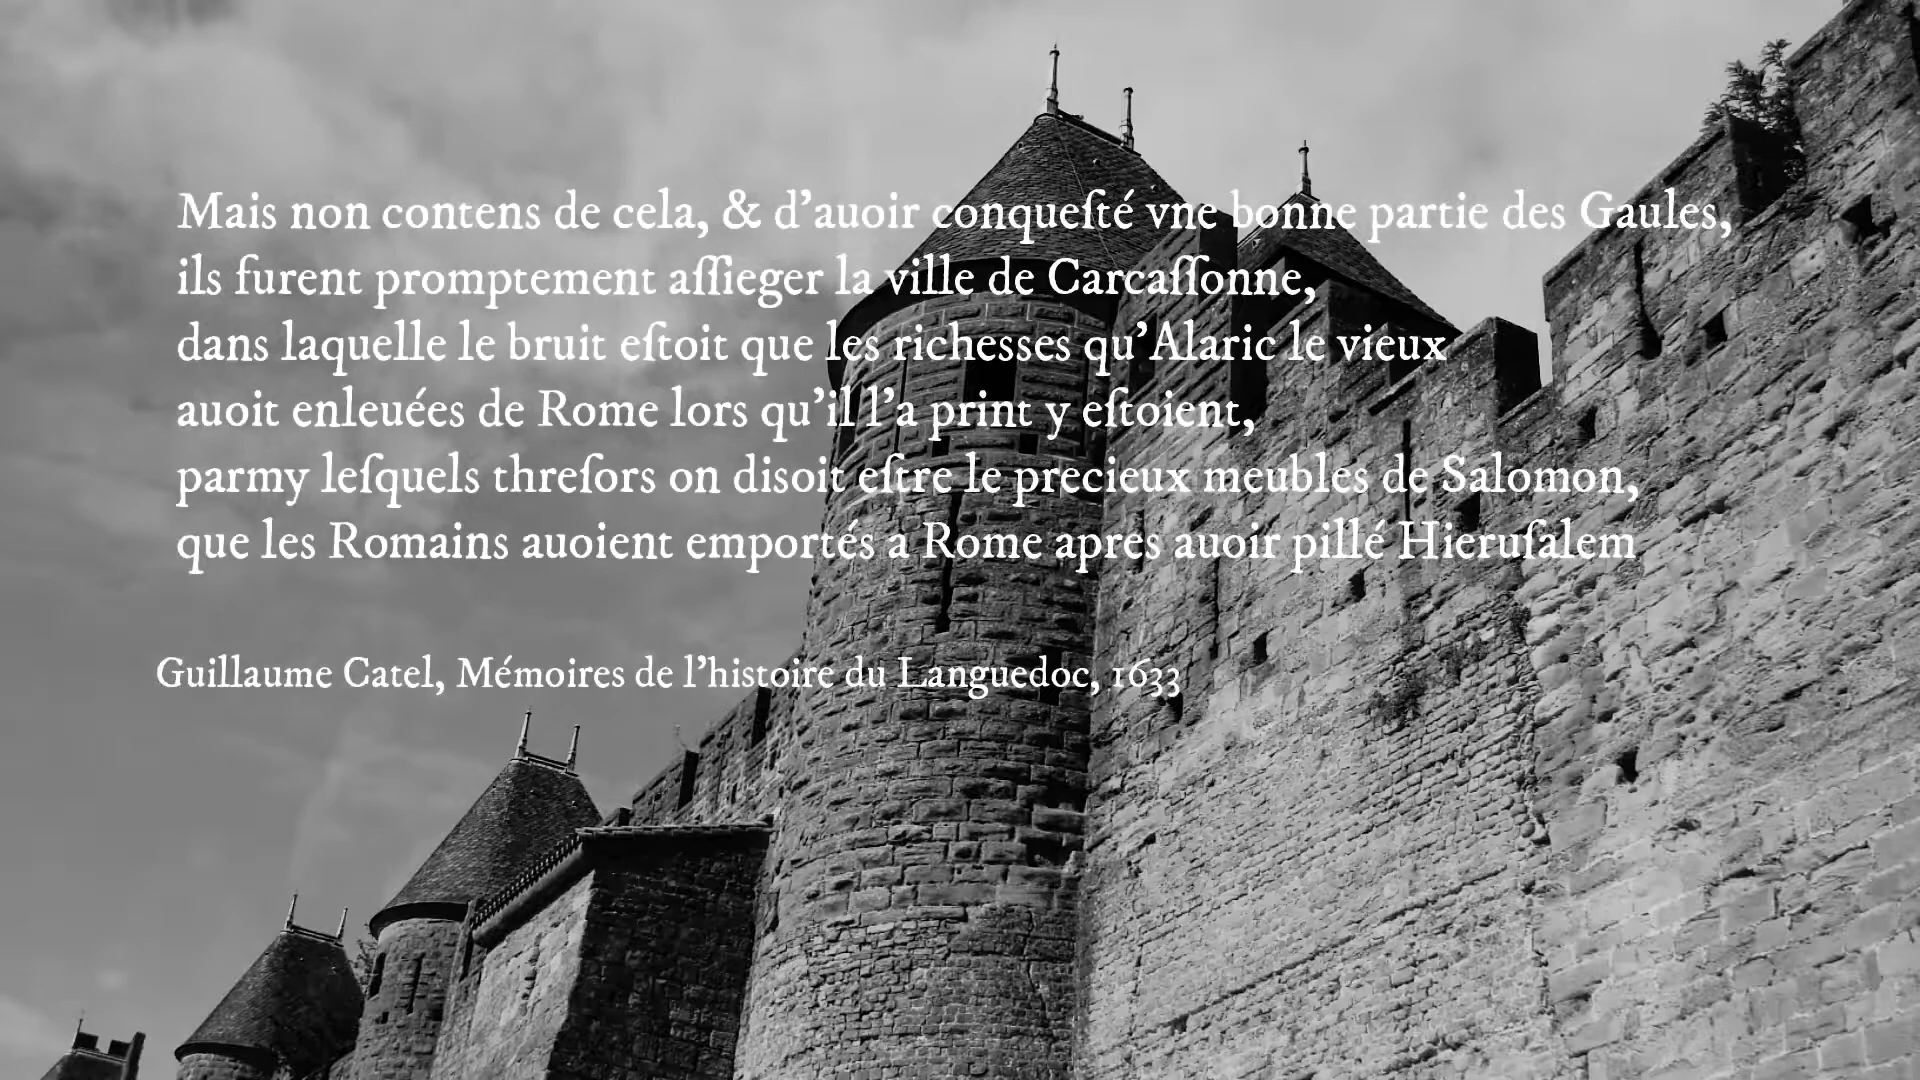 Mais non contens de cela, & d’auoir conqueſté vne bonne partie des Gaules,
ils furent promptement aſſieger la ville de Carcaſſonne,
dans laquelle le bruit eſtoit que les richesses qu’Alaric le vieux
auoit enleuées de Rome lors qu’il l’a print y eſtoient,
parmy leſquels threſors on disoit eſtre le precieux meubles de Salomon,
que les Romains auoient emportés a Rome apres auoir pillé Hieruſalem
Guillaume Catel, Mémoires de l’histoire du Languedoc, 1633